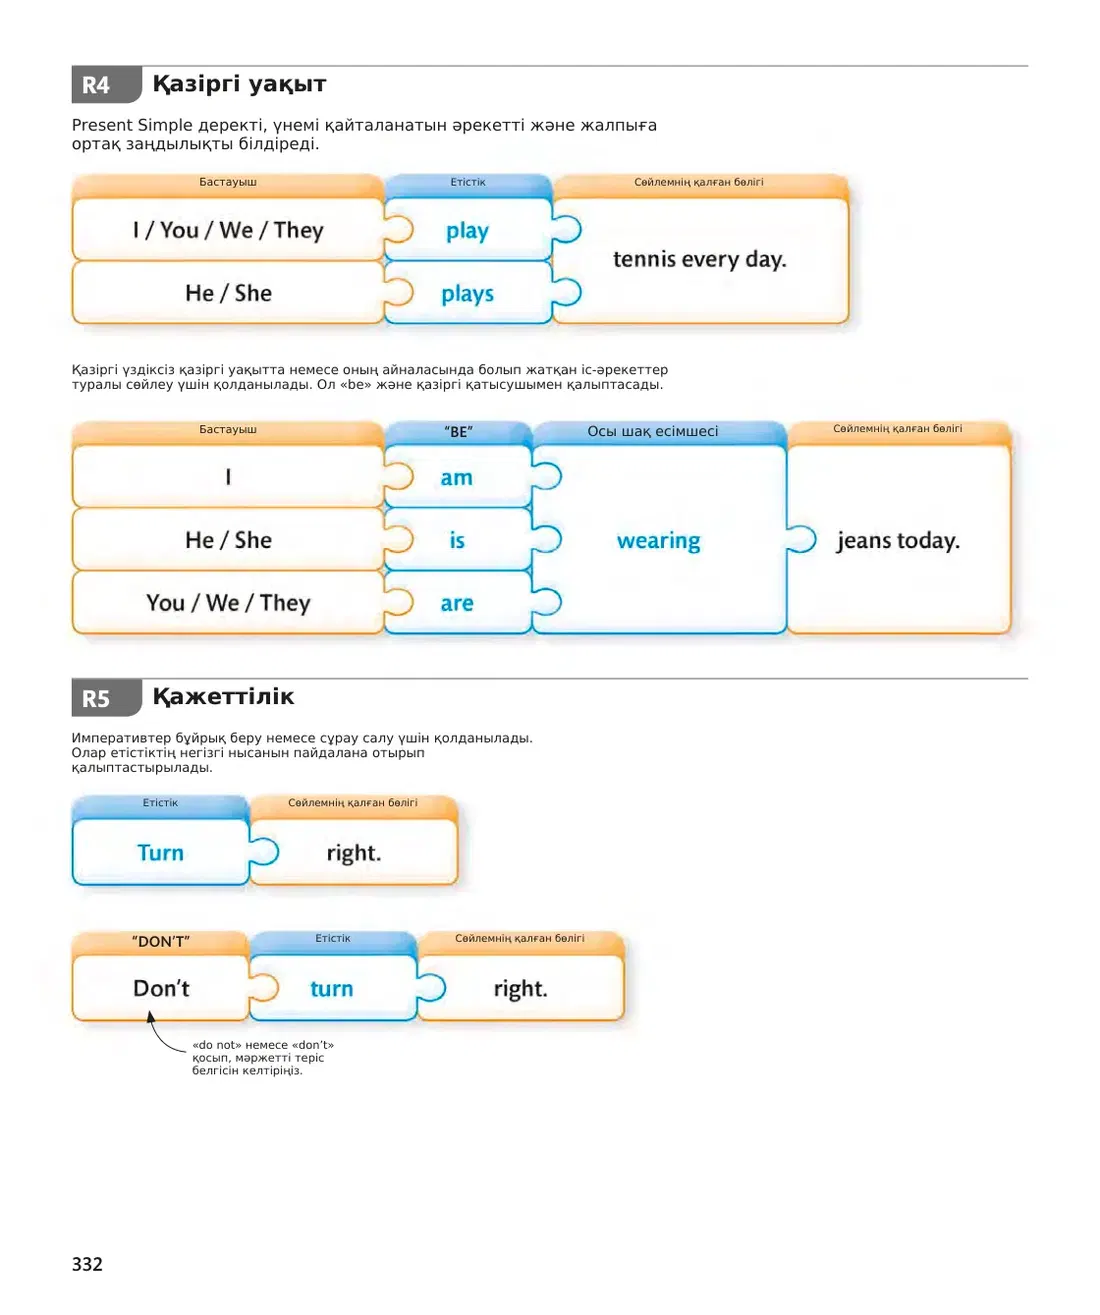 R4 Қазіргі уақыт
Present Simple деректі, үнемі қайталанатын әрекетті және жалпыға
ортақ заңдылықты білдіреді.
Бастауыш Етістік Сөйлемнің қалған бөлігі
I / You / We / They play
tennis every day.
He / She plays
Қазіргі үздіксіз қазіргі уақытта немесе оның айналасында болып жатқан іс-әрекеттер
туралы сөйлеу үшін қолданылады. Ол «be» және қазіргі қатысушымен қалыптасады.
Бастауыш "BE" Осы шақ есімшесі Сөйлемнің қалған бөлігі
I am
He / She is wearing jeans today.
You / We / They are
R5 Қажеттілік
Императивтер бұйрық беру немесе сұрау салу үшін қолданылады.
Олар етістіктің негізгі нысанын пайдалана отырып
қалыптастырылады.
Етістік Сөйлемнің қалған бөлігі
Turn right.
"DON'T" Етістік Сөйлемнің қалған бөлігі
Don't turn right.
«do not» немесе «don't»
қосып, мәржетті теріс
белгісін келтіріңіз.
332